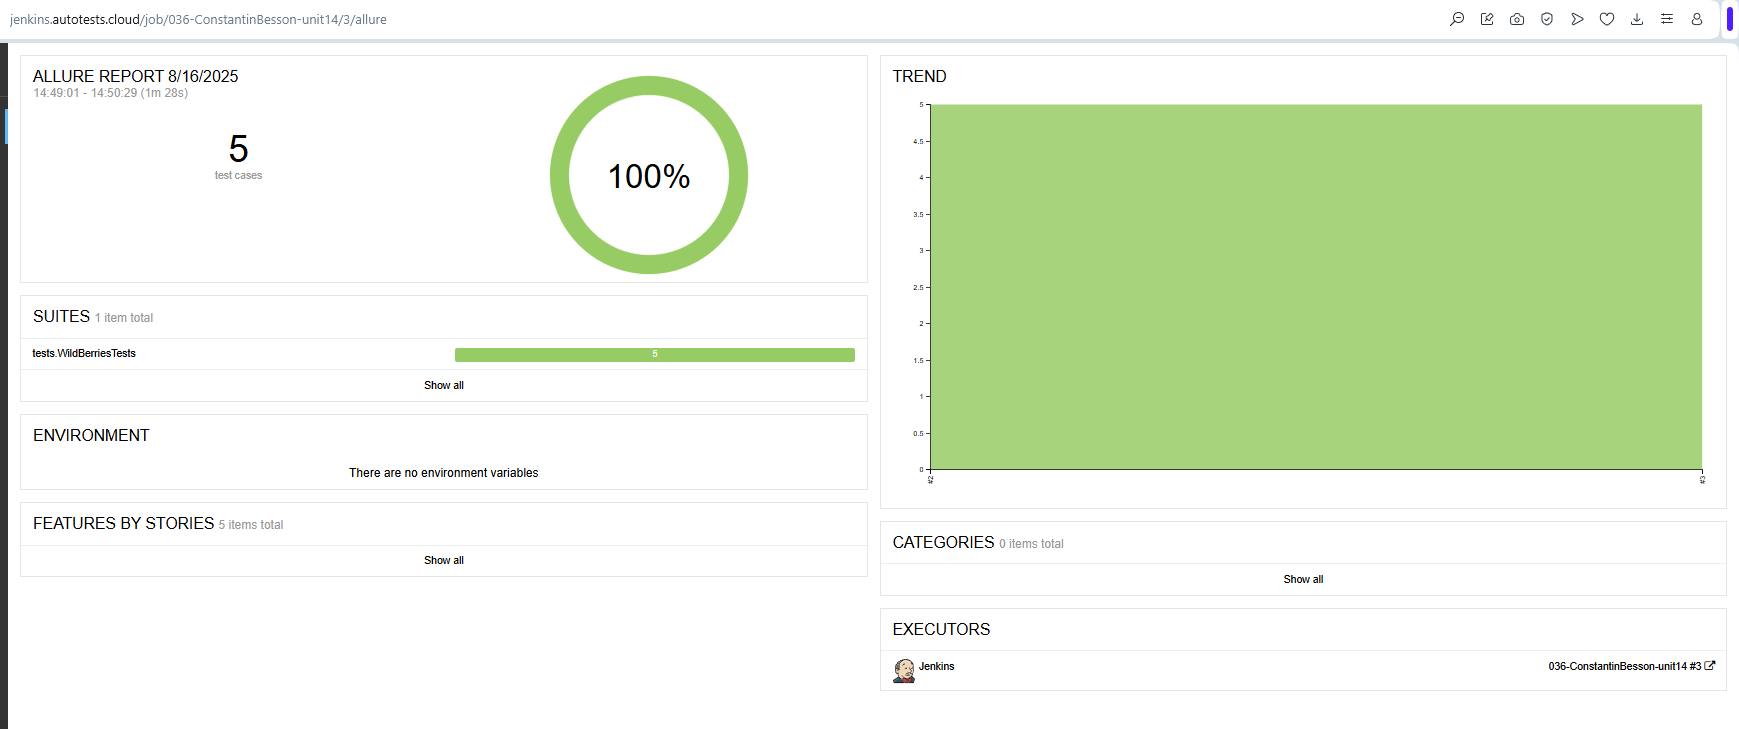 jenkins.autotests.cloud/job/036-ConstantinBesson-unit14/3/allure
ALLURE REPORT 8/16/2025
14:49:01 - 14:50:29 (1m 28s)
5
test cases
100%
SUITES 1 item total
tests.WildBerriesTests 5
Show all
ENVIRONMENT
There are no environment variables
FEATURES BY STORIES 5 items total
Show all
TREND
5
4.5
4
3.5
3
2.5
2
1.5
1
0.5
0
#2 #3
CATEGORIES 0 items total
Show all
EXECUTORS
Jenkins 036-ConstantinBesson-unit14 #3